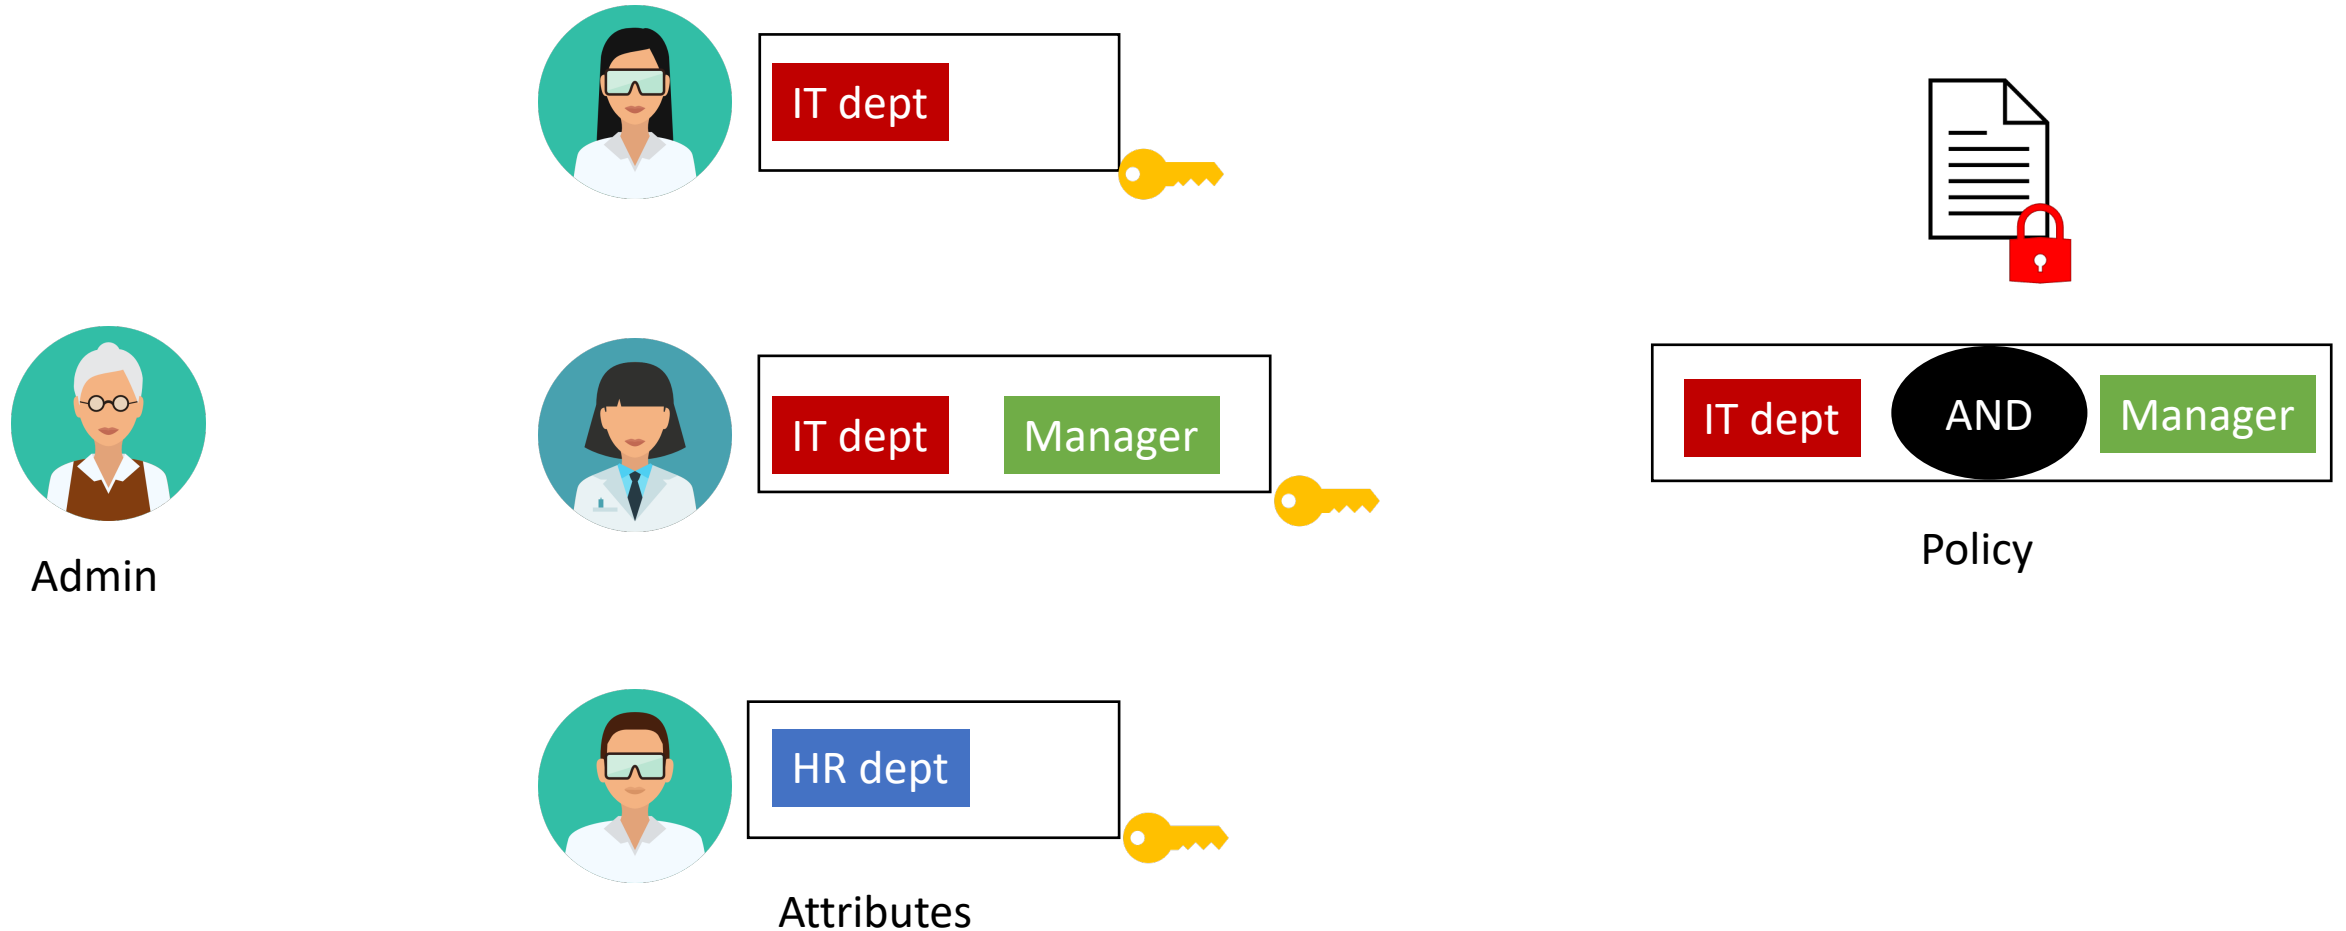 IT dept
IT dept Manager
IT dept AND Manager
Policy
Admin
HR dept
Attributes